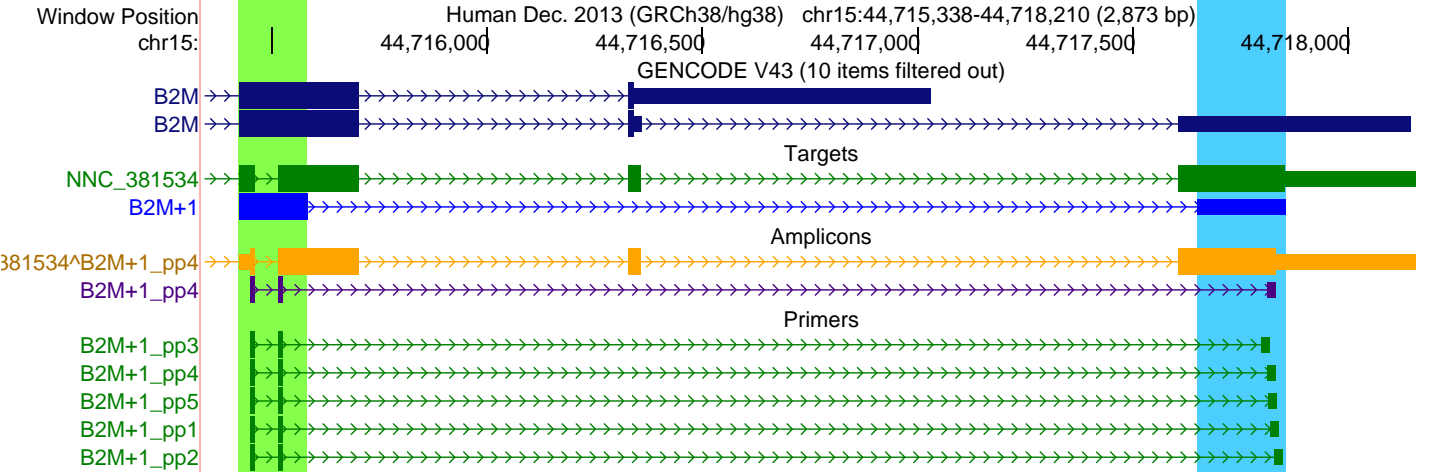 Window Position Human Dec. 2013 (GRCh38/hg38) chr15:44,715,338-44,718,210 (2,873 bp)
chr15: 44,716,000 44,716,500 44,717,000 44,717,500 44,718,000
GENCODE V43 (10 items filtered out)
B2M
B2M
Targets
NNC_381534
B2M+1
Amplicons
381534^B2M+1_pp4
B2M+1_pp4
Primers
B2M+1_pp3
B2M+1_pp4
B2M+1_pp5
B2M+1_pp1
B2M+1_pp2